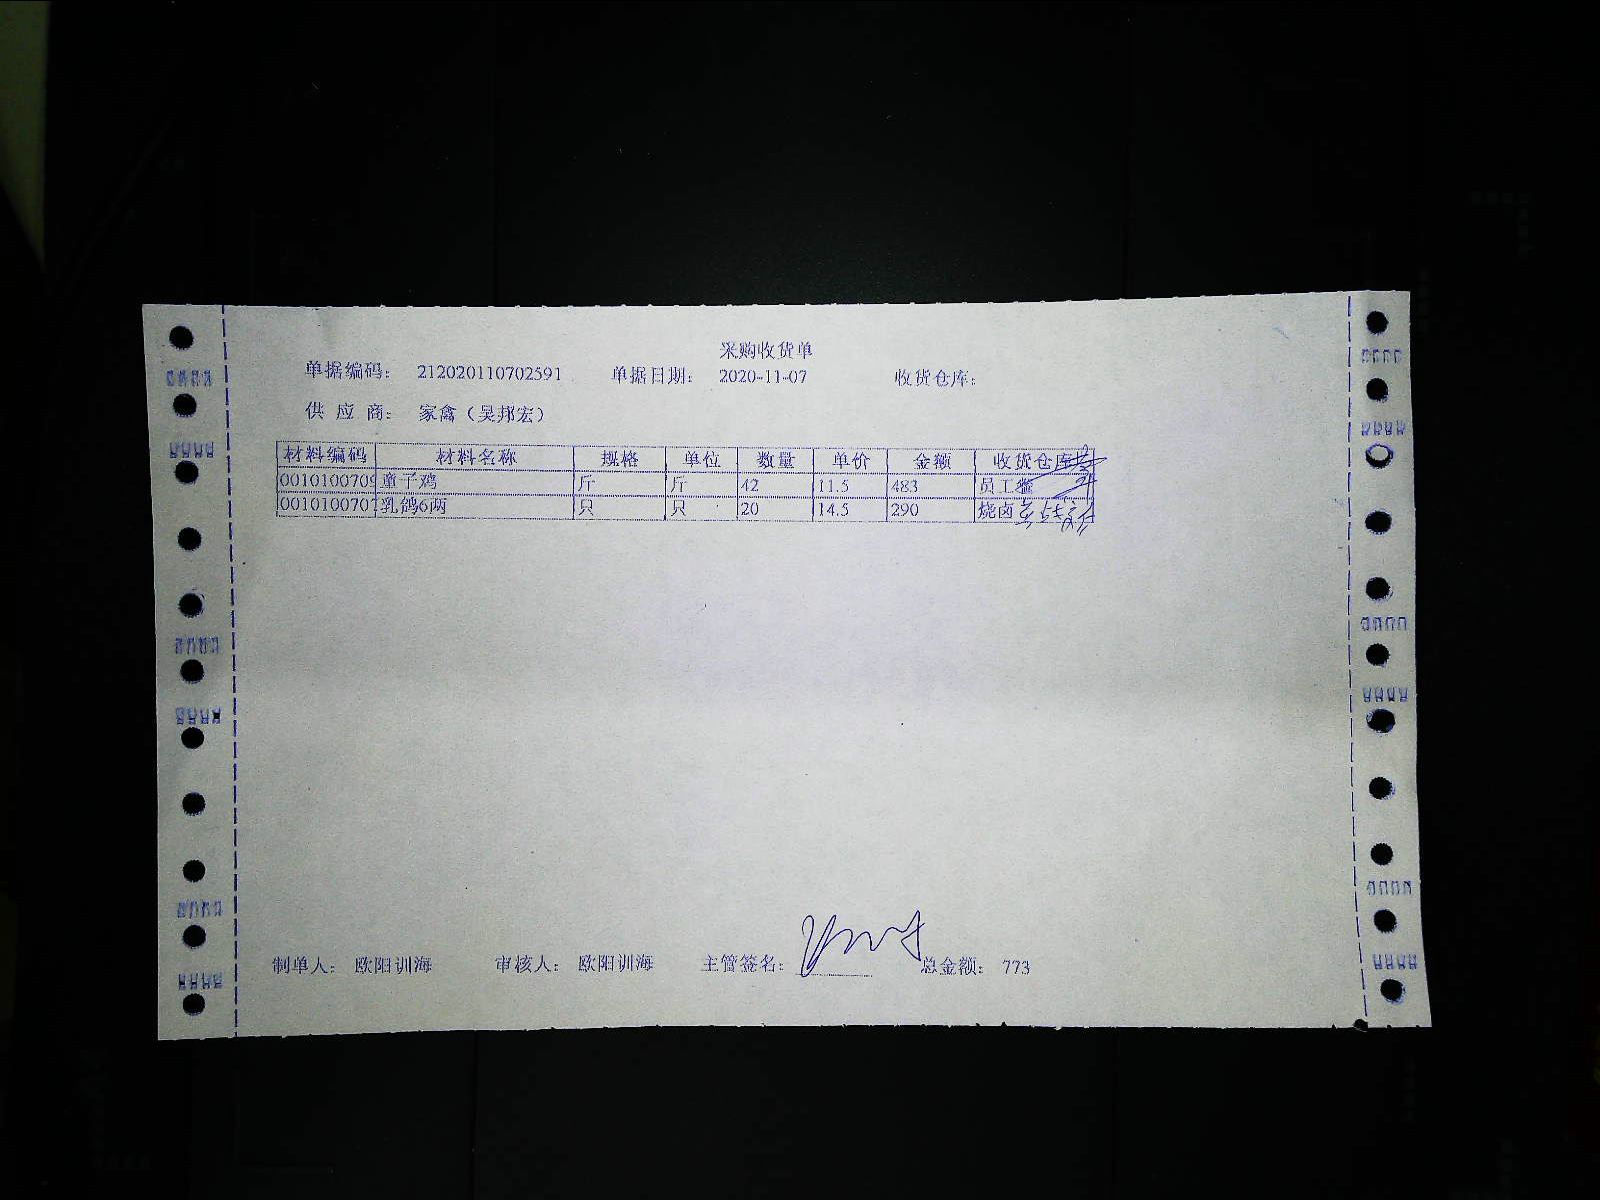 采购收货单
单据编码： 212020110702591 单据日期： 2020-11-07 收货仓库：
供 应 商： 家禽（吴邦宏）
材料编码 材料名称 规格 单位 数量 单价 金额 收货仓库
0010100709 童子鸡 斤 斤 42 11.5 483 员工
0010100707 乳鸽6两 只 只 20 14.5 290 烧卤
制单人： 欧阳训海 审核人： 欧阳训海 主管签名： 总金额： 773